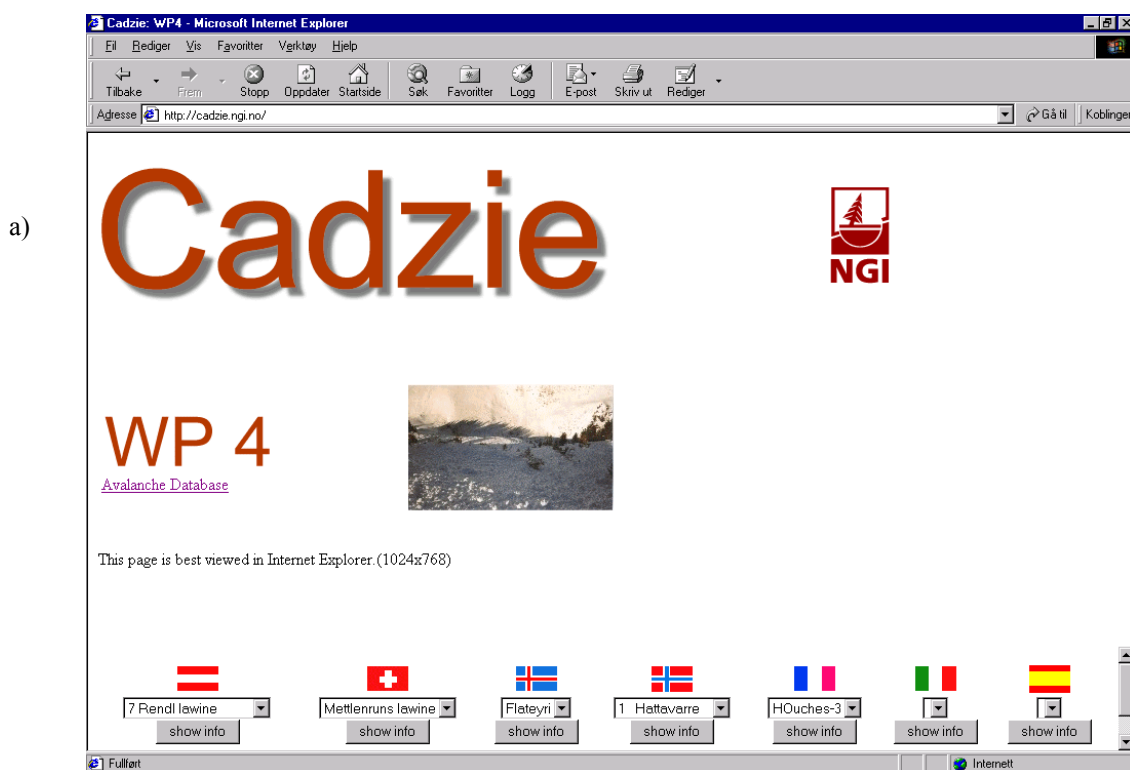 Cadzie: WP4 - Microsoft Internet Explorer
Fil Rediger Vis Favoritter Verktøy Hjelp
Tilbake Frem Stopp Oppdater Startside Søk Favoritter Logg E-post Skriv ut Rediger
Adresse http://cadzie.ngi.no/ Gå til Koblinger
a)
Cadzie
NGI
WP 4
Avalanche Database
This page is best viewed in Internet Explorer.(1024x768)
7 Rendl lawine Mettlenruns lawine Flateyri 1 Hattavarre HOuches-3
show info show info show info show info show info show info show info
Fullført Internett